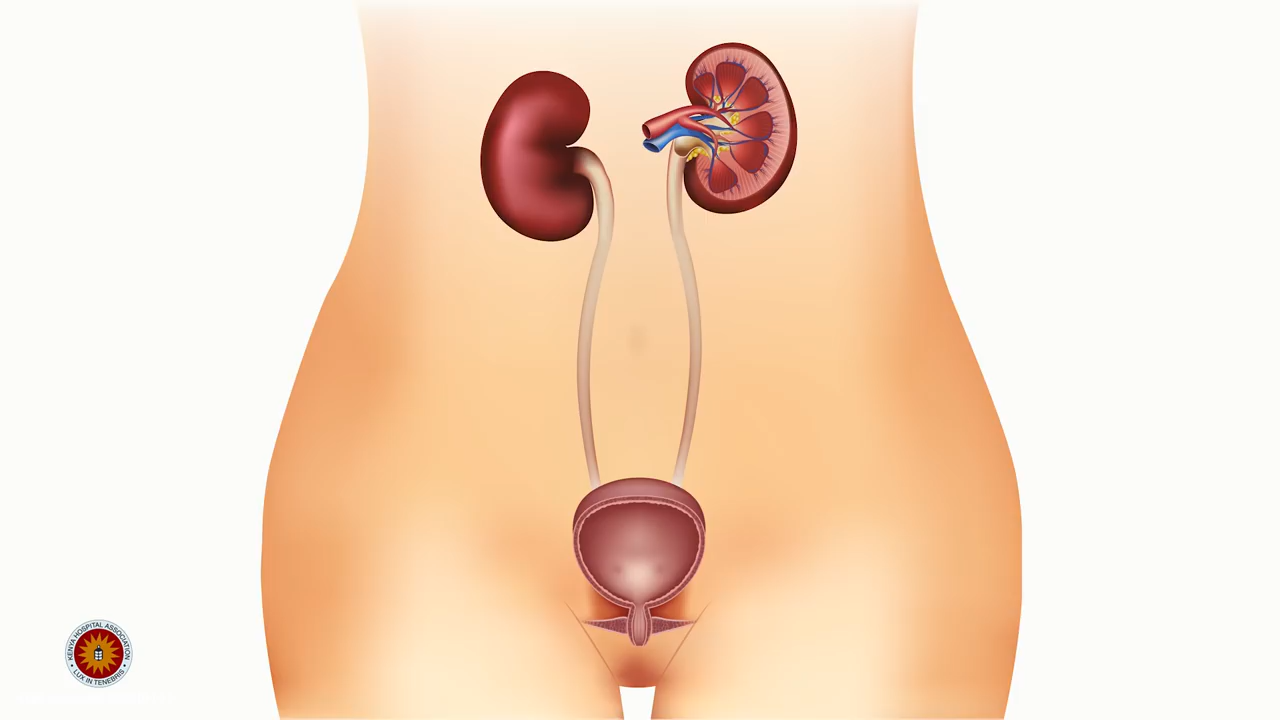 KENYA HOSPITAL ASSOCIATION
• LUX IN TENEBRIS •